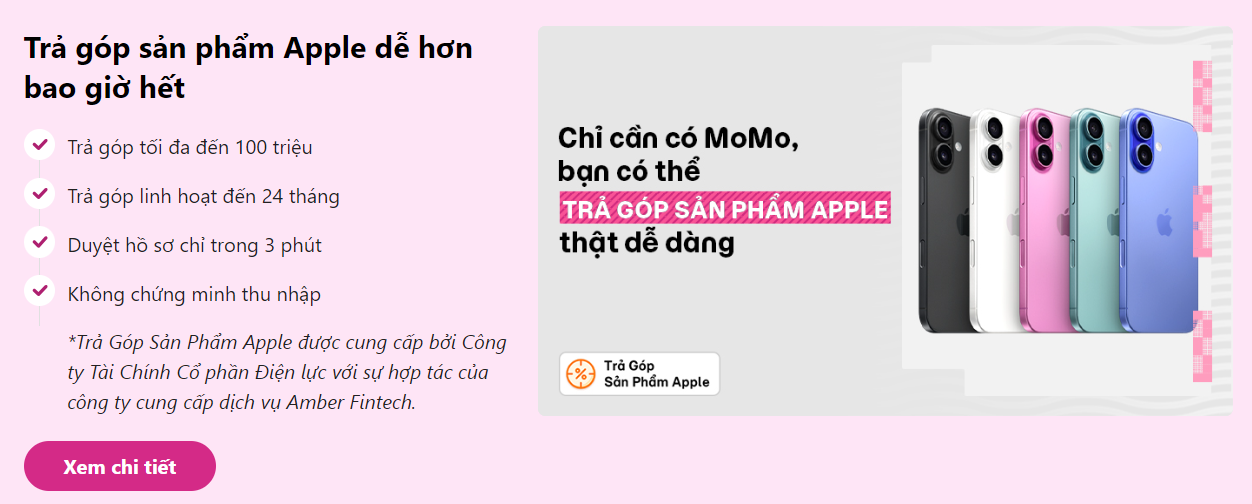 Trả góp sản phẩm Apple dễ hơn
bao giờ hết
Trả góp tối đa đến 100 triệu
Trả góp linh hoạt đến 24 tháng
Duyệt hồ sơ chỉ trong 3 phút
Không chứng minh thu nhập
*Trả Góp Sản Phẩm Apple được cung cấp bởi Công
ty Tài Chính Cổ phần Điện lực với sự hợp tác của
công ty cung cấp dịch vụ Amber Fintech.
Xem chi tiết
Chỉ cần có MoMo,
bạn có thể
TRẢ GÓP SẢN PHẨM APPLE
thật dễ dàng
Trả Góp
Sản Phẩm Apple